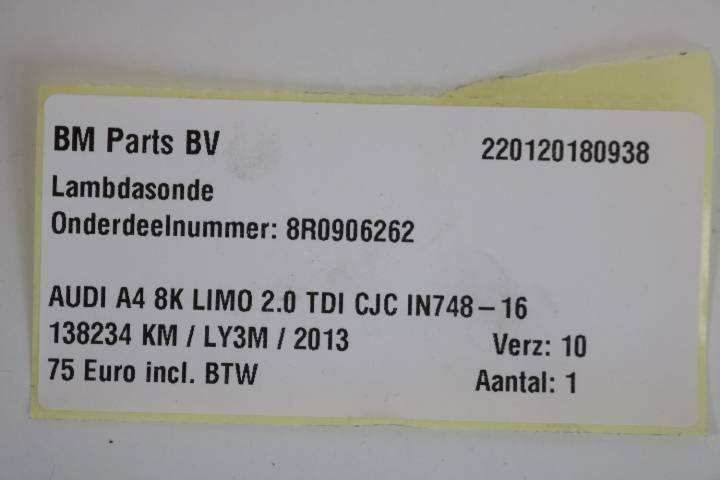 BM Parts BV 220120180938
Lambdasonde
Onderdeelnummer: 8R0906262
AUDI A4 8K LIMO 2.0 TDI CJC IN748-16
138234 KM / LY3M / 2013 Verz: 10
75 Euro incl. BTW Aantal: 1